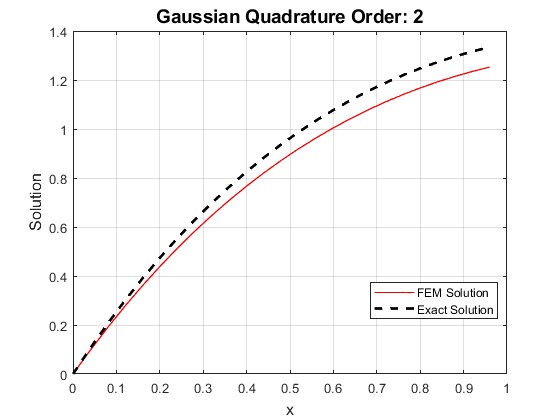 Gaussian Quadrature Order: 2
1.4
1.2
1
0.8
0.6
0.4
0.2
0
Solution
FEM Solution
Exact Solution
0 0.1 0.2 0.3 0.4 0.5 0.6 0.7 0.8 0.9 1
x